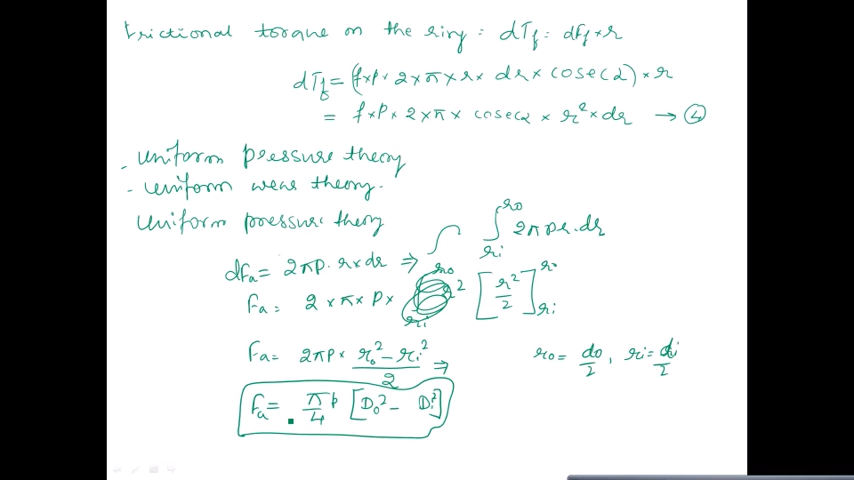 frictional torque on the ring : dTf = dFf × r
dTf = (f×p×2×π×r× dr× cosecα) × r
= f×p×2×π× cosecα × r²×dr → ④
- Uniform pressure theory
- Uniform wear theory.
Uniform pressure theory
∫ri^ro 2πpr.dr
dFa = 2πp. r×dr ⇒
Fa = 2×π×p× [r²/2]ri^ro
Fa = 2πp × (ro² - ri²)/2 ⇒
ro = do/2, ri = di/2
Fa = π/4 p [Do² - Di²]